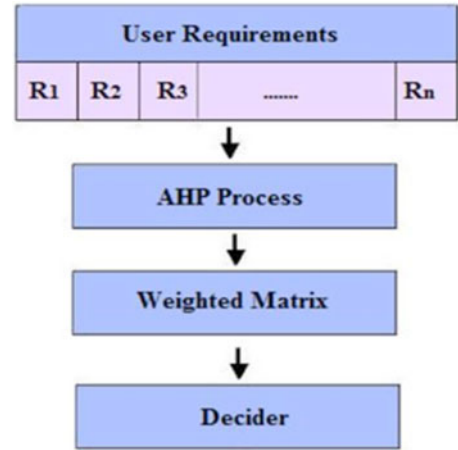 User Requirements
R1 R2 R3 ....... Rn
AHP Process
Weighted Matrix
Decider